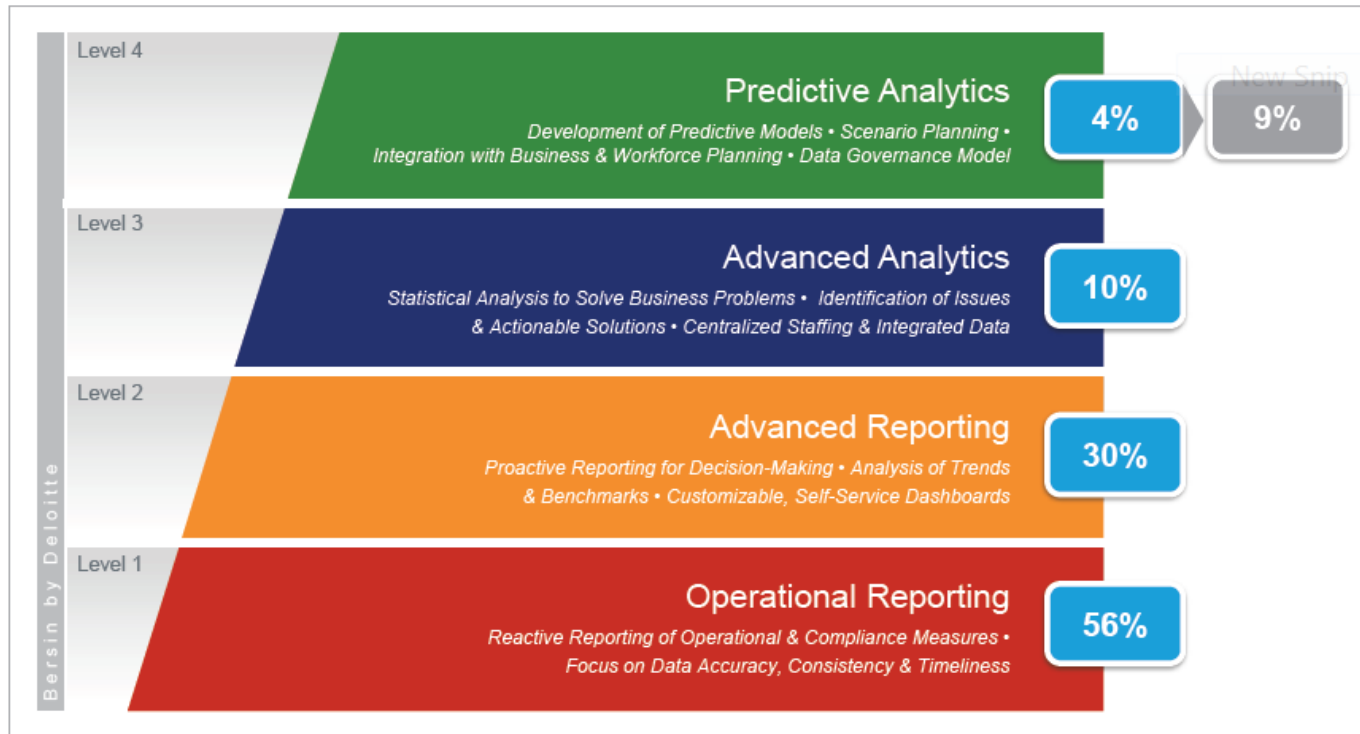 Level 4
Predictive Analytics
Development of Predictive Models • Scenario Planning •
Integration with Business & Workforce Planning • Data Governance Model
4%
9%
New Snip
Level 3
Advanced Analytics
Statistical Analysis to Solve Business Problems • Identification of Issues
& Actionable Solutions • Centralized Staffing & Integrated Data
10%
Level 2
Advanced Reporting
Proactive Reporting for Decision-Making • Analysis of Trends
& Benchmarks • Customizable, Self-Service Dashboards
30%
Level 1
Operational Reporting
Reactive Reporting of Operational & Compliance Measures •
Focus on Data Accuracy, Consistency & Timeliness
56%
Bersin by Deloitte